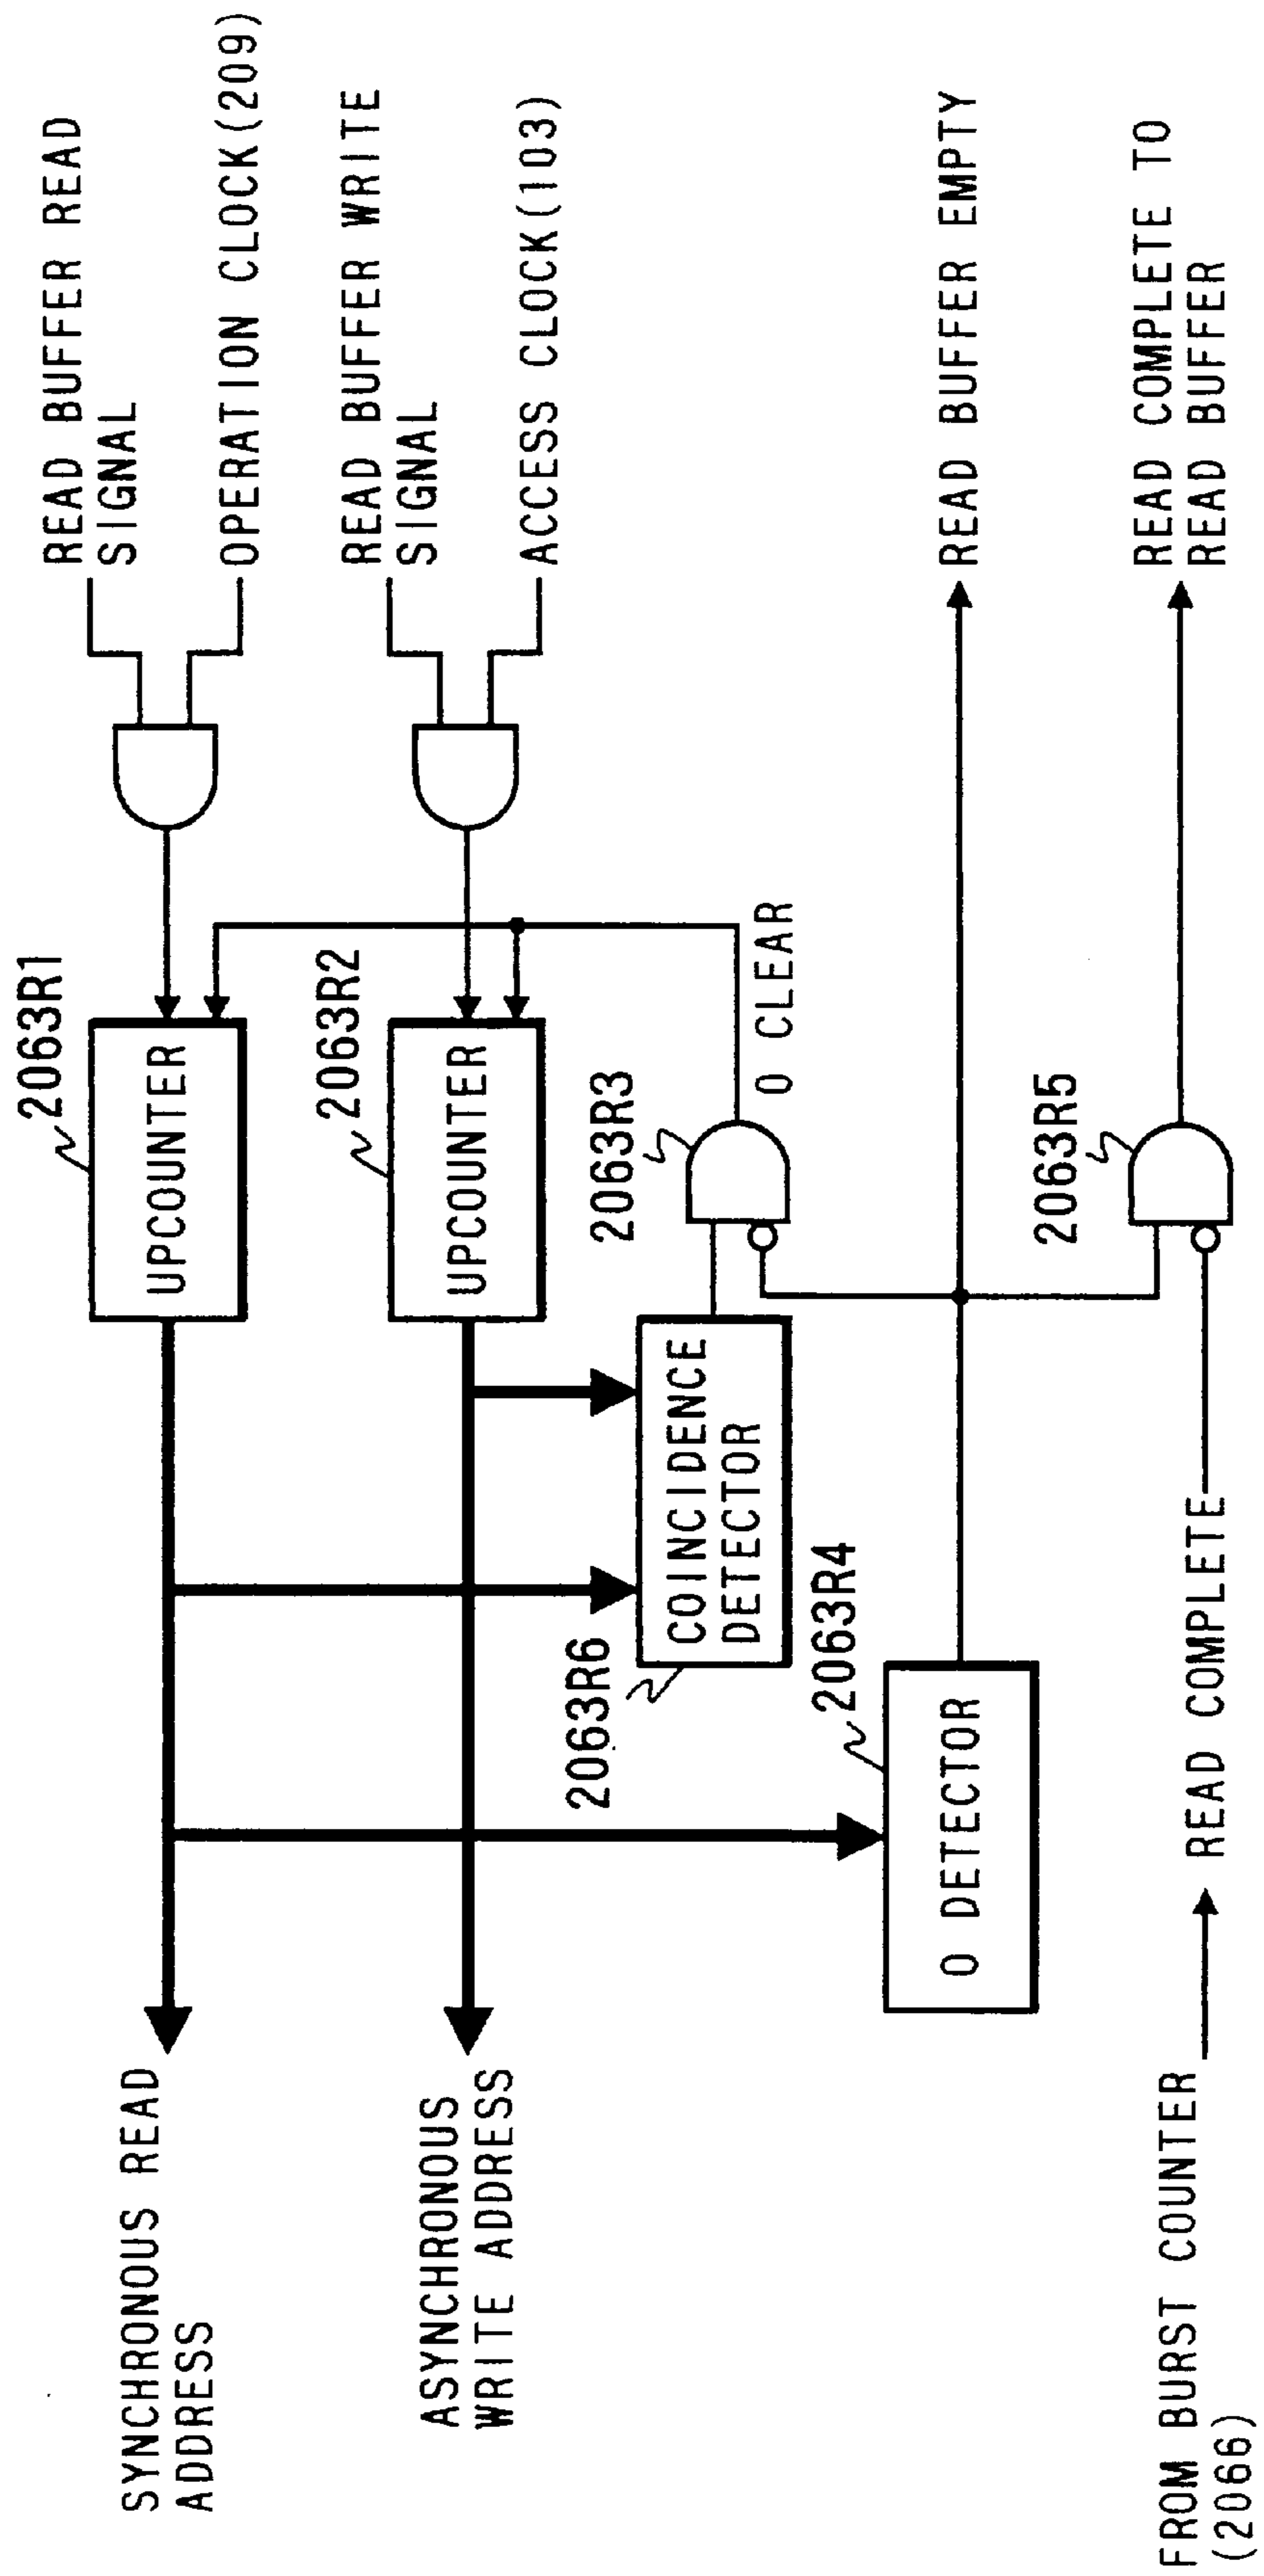 READ BUFFER READ
SIGNAL
OPERATION CLOCK(209)
READ BUFFER WRITE
SIGNAL
ACCESS CLOCK(103)
READ BUFFER EMPTY
READ COMPLETE TO
READ BUFFER
2063R1
UPCOUNTER
2063R2
UPCOUNTER
2063R3
0 CLEAR
2063R5
COINCIDENCE
DETECTOR
2063R6
2063R4
0 DETECTOR
READ COMPLETE
SYNCHRONOUS READ
ADDRESS
ASYNCHRONOUS
WRITE ADDRESS
FROM BURST COUNTER
(2066)